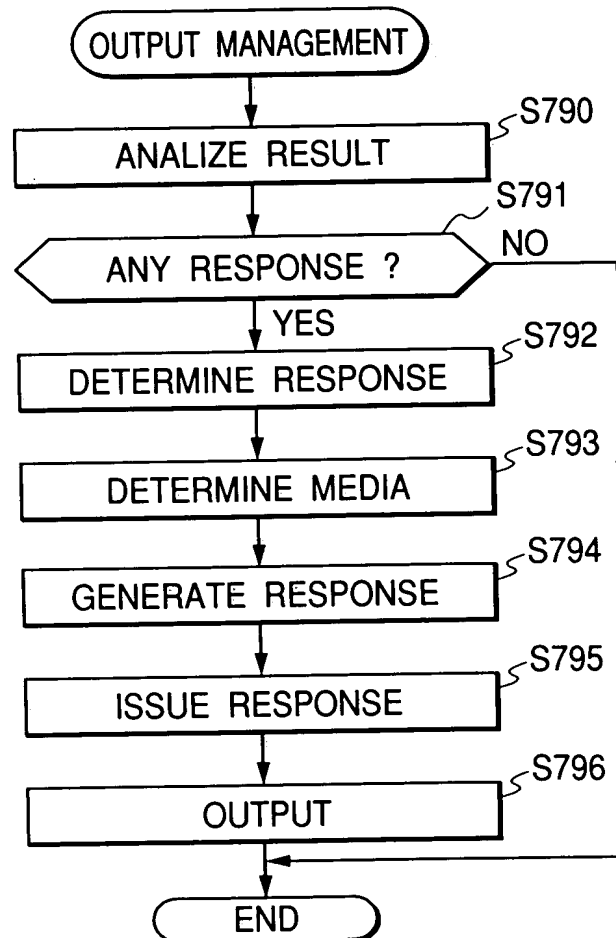 OUTPUT MANAGEMENT
S790
ANALIZE RESULT
S791
ANY RESPONSE ?
NO
YES
S792
DETERMINE RESPONSE
S793
DETERMINE MEDIA
S794
GENERATE RESPONSE
S795
ISSUE RESPONSE
S796
OUTPUT
END